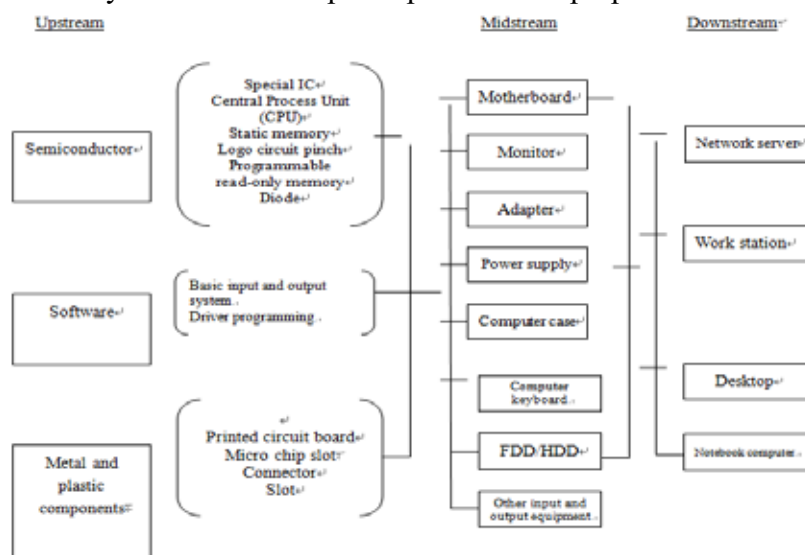 Upstream
Midstream
Downstream
Semiconductor
Special IC
Central Process Unit
(CPU)
Static memory
Logo circuit pinch
Programmable
read-only memory
Diode
Software
Basic input and output
system.
Driver programming.
Metal and
plastic
components
Printed circuit board
Micro chip slot
Connector
Slot
Motherboard
Monitor
Adapter
Power supply
Computer case
Computer
keyboard.
FDD/HDD
Other input and
output equipment.
Network server
Work station
Desktop
Notebook computer.